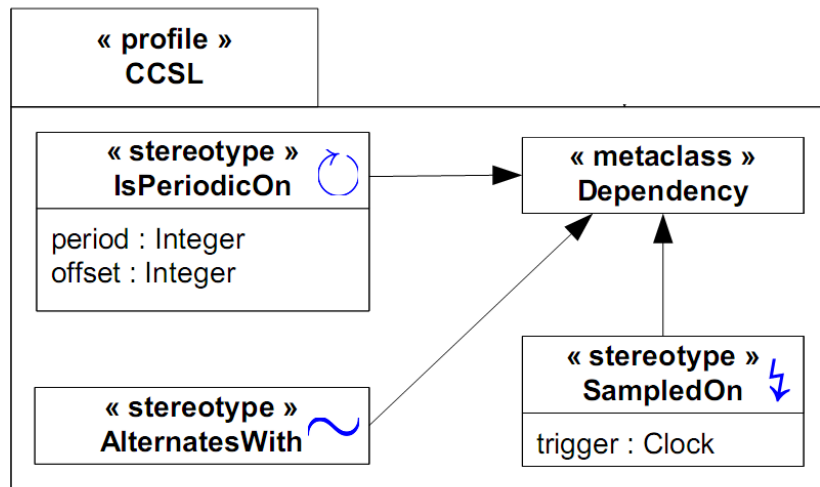 « profile »
CCSL
« stereotype »
IsPeriodicOn
period : Integer
offset : Integer
« metaclass »
Dependency
« stereotype »
AlternatesWith
« stereotype »
SampledOn
trigger : Clock